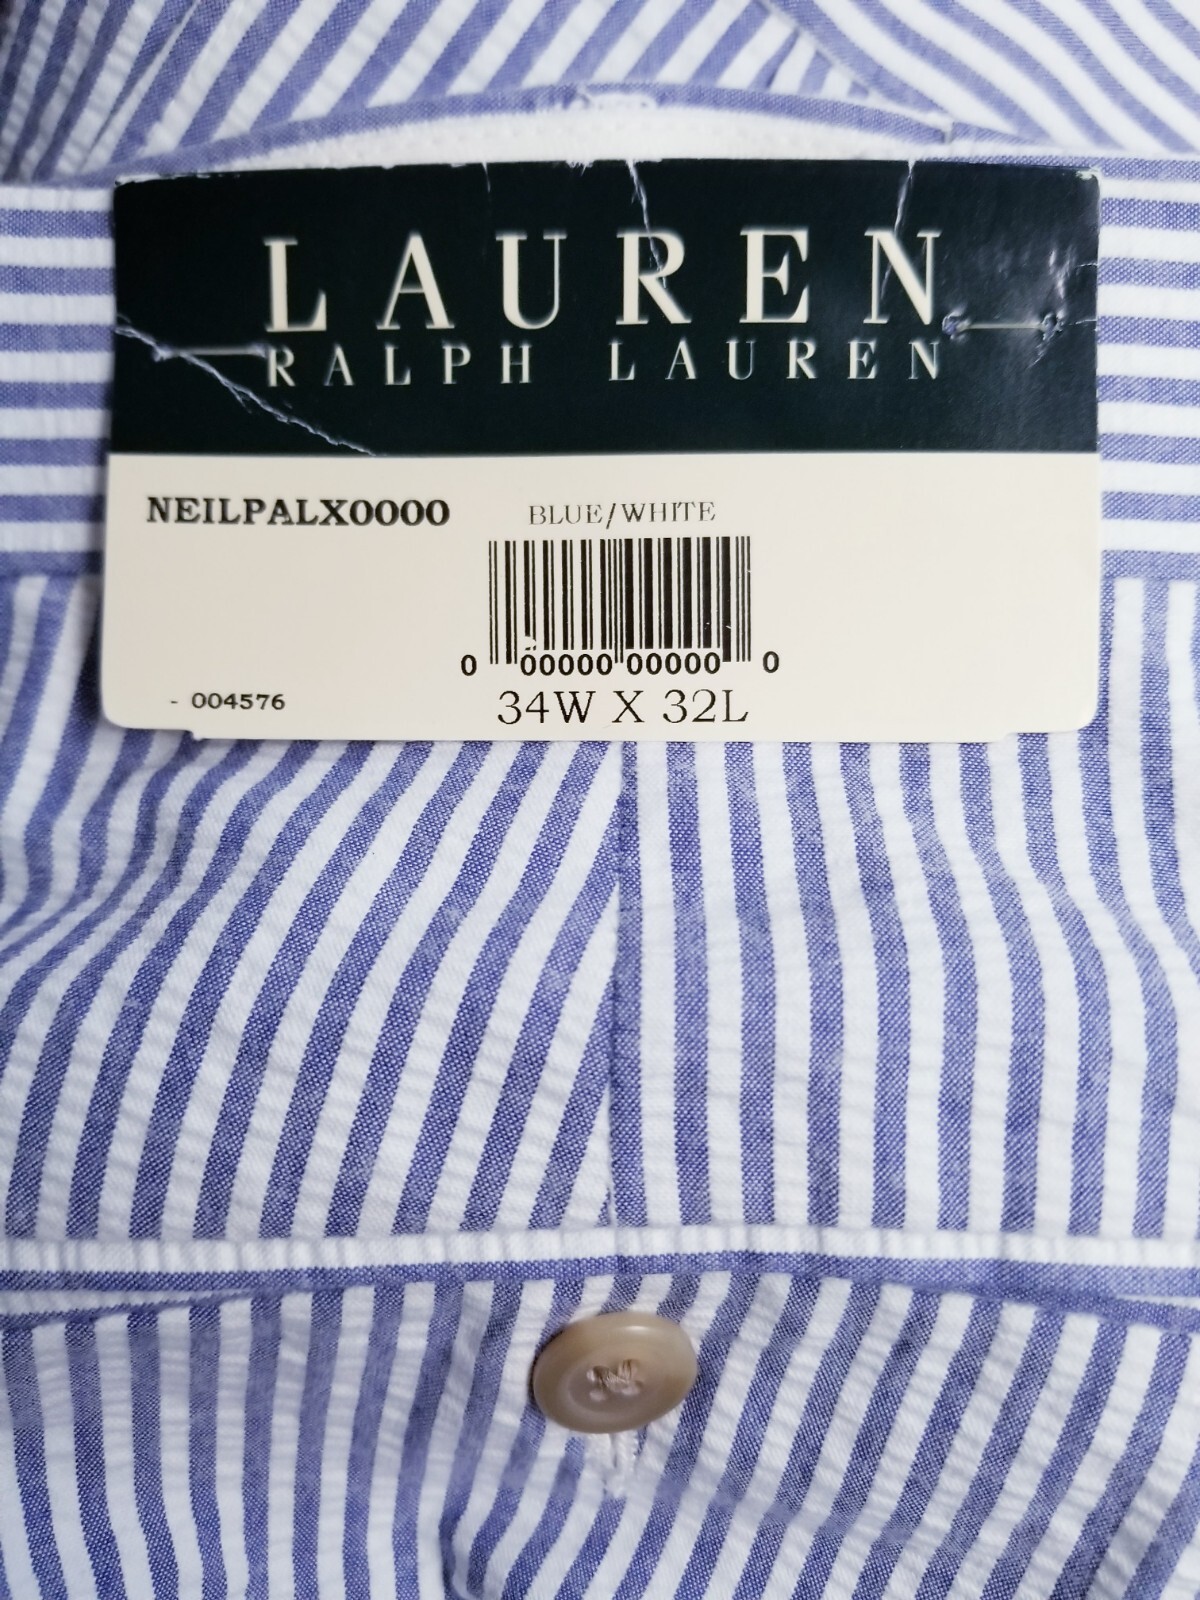 LAUREN
RALPH LAUREN
NEILPALX0000
BLUE/WHITE
0 00000 00000 0
- 004576
34W X 32L